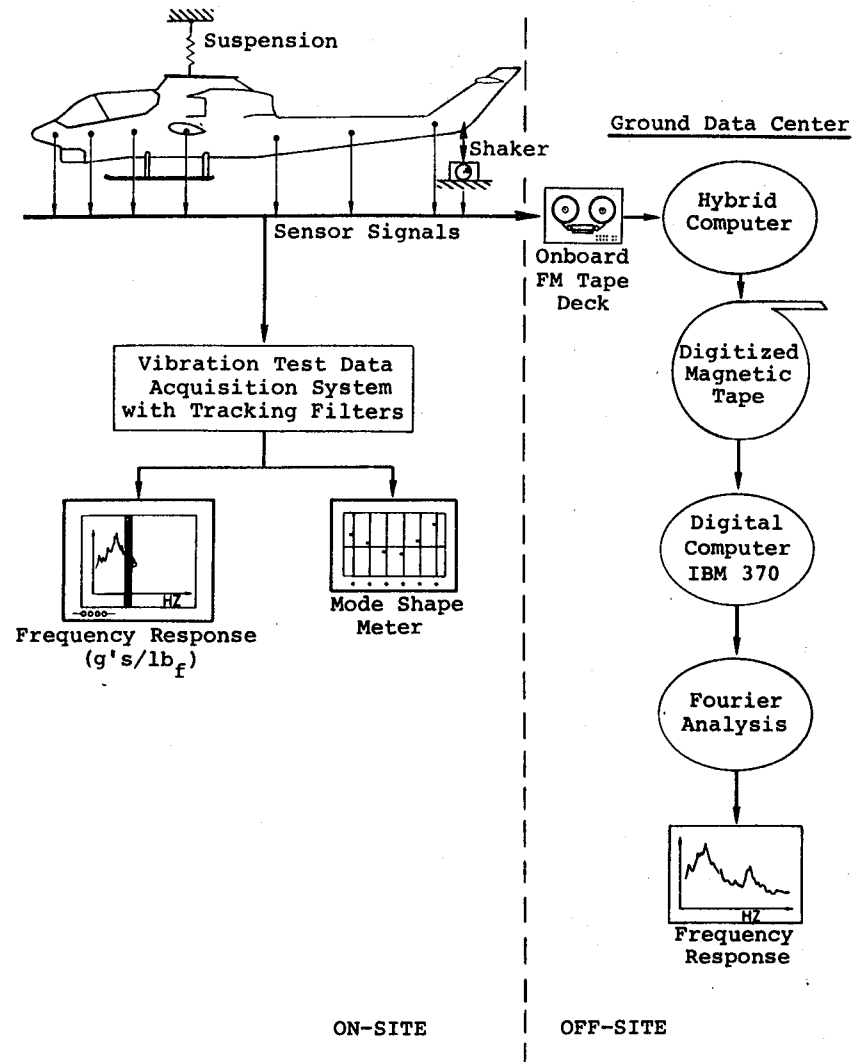 Suspension
Ground Data Center
Shaker
Sensor Signals
Onboard
FM Tape
Deck
Hybrid
Computer
Digitized
Magnetic
Tape
Vibration Test Data
Acquisition System
with Tracking Filters
HZ
Frequency Response
(g's/lbf)
Mode Shape
Meter
Digital
Computer
IBM 370
Fourier
Analysis
HZ
Frequency
Response
ON-SITE
OFF-SITE